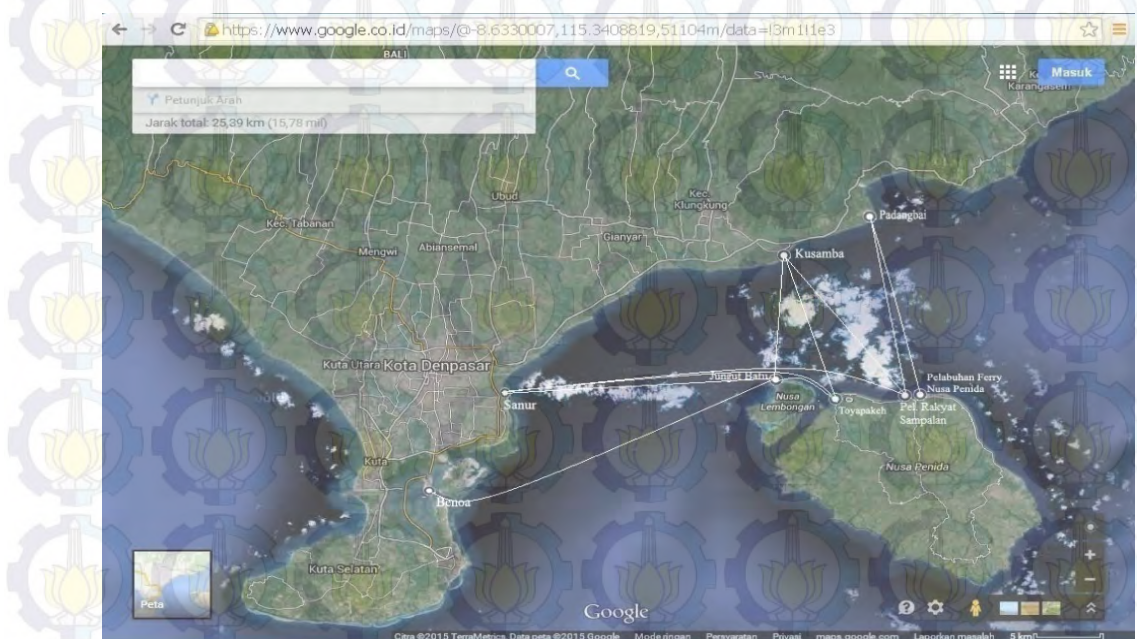 https://www.google.co.id/maps/@-8.6330007,115.3408819,51104m/data=!3m1!1e3
BALI
Masuk
Karangasem
Petunjuk Arah
Jarak total: 25,39 km (15,78 mil)
Ubud
Kec.
Klungkung
Padangbai
Kec. Tabanan
Gianyar
Mengwi
Abiansemal
Kusamba
Kuta Utara
Kota Denpasar
Pelabuhan Ferry
Nusa Penida
Nusa
Lembongan
Sanur
Toyapakeh
Pel. Rakyat
Sampalan
Kuta
Nusa Penida
Benoa
Kuta Selatan
Peta
Google
Citra ©2015 TerraMetrics, Data peta ©2015 Google Mode ringan Persyaratan Privasi maps.google.com Laporkan masalah 5 km